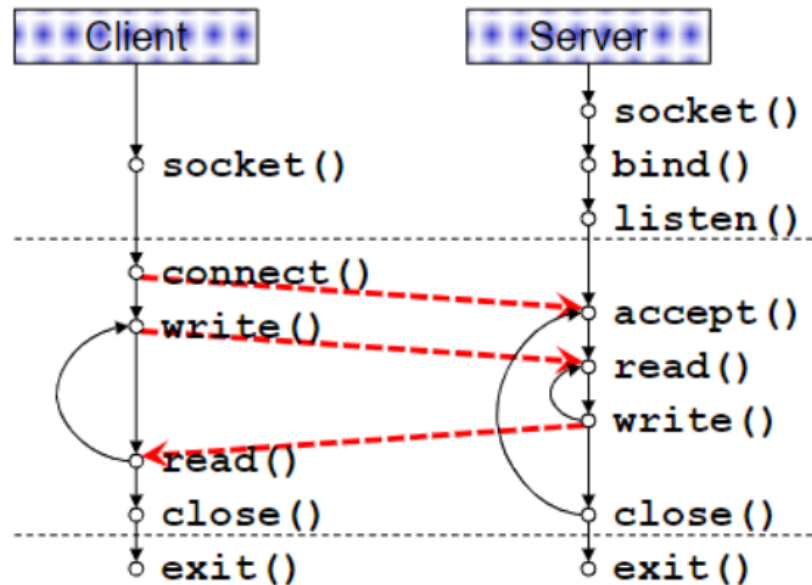 Client
socket()
connect()
write()
read()
close()
exit()
Server
socket()
bind()
listen()
accept()
read()
write()
close()
exit()